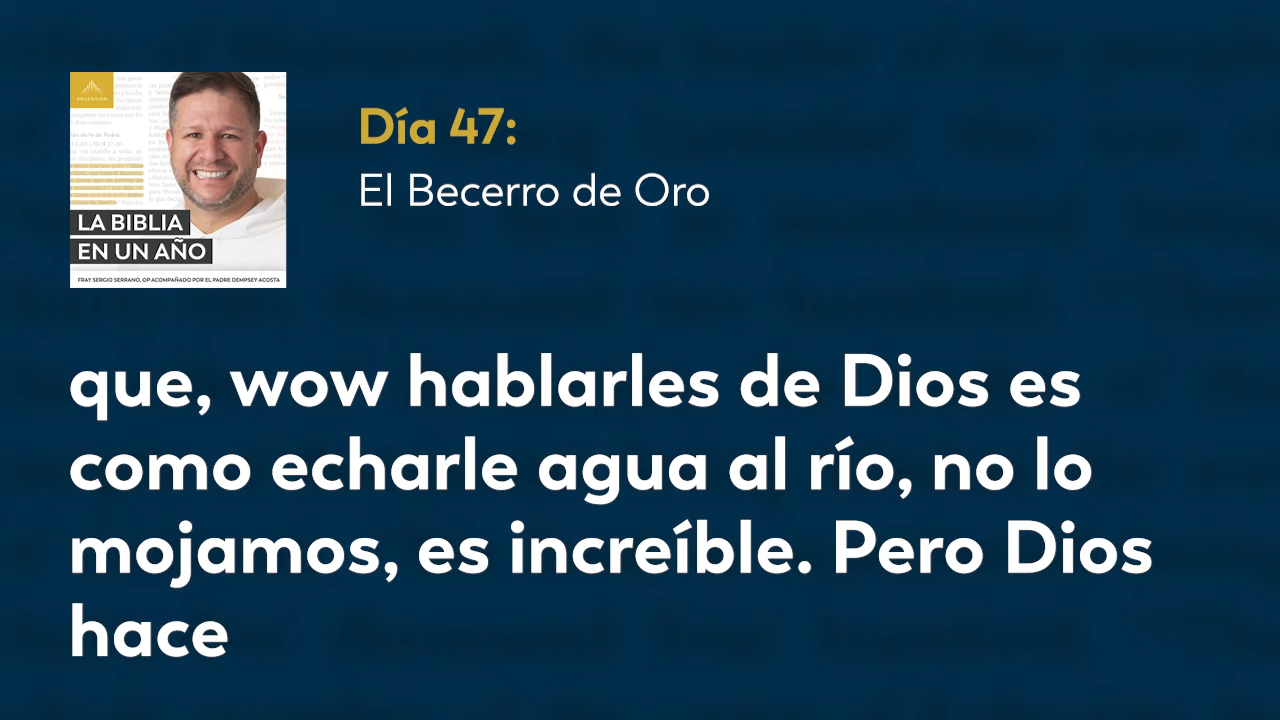 ASCENSION
LA BIBLIA
EN UN AÑO
FRAY SERGIO SERRANO, OP ACOMPAÑADO POR EL PADRE DEMPSEY ACOSTA
Día 47:
El Becerro de Oro
que, wow hablarles de Dios es
como echarle agua al río, no lo
mojamos, es increíble. Pero Dios
hace